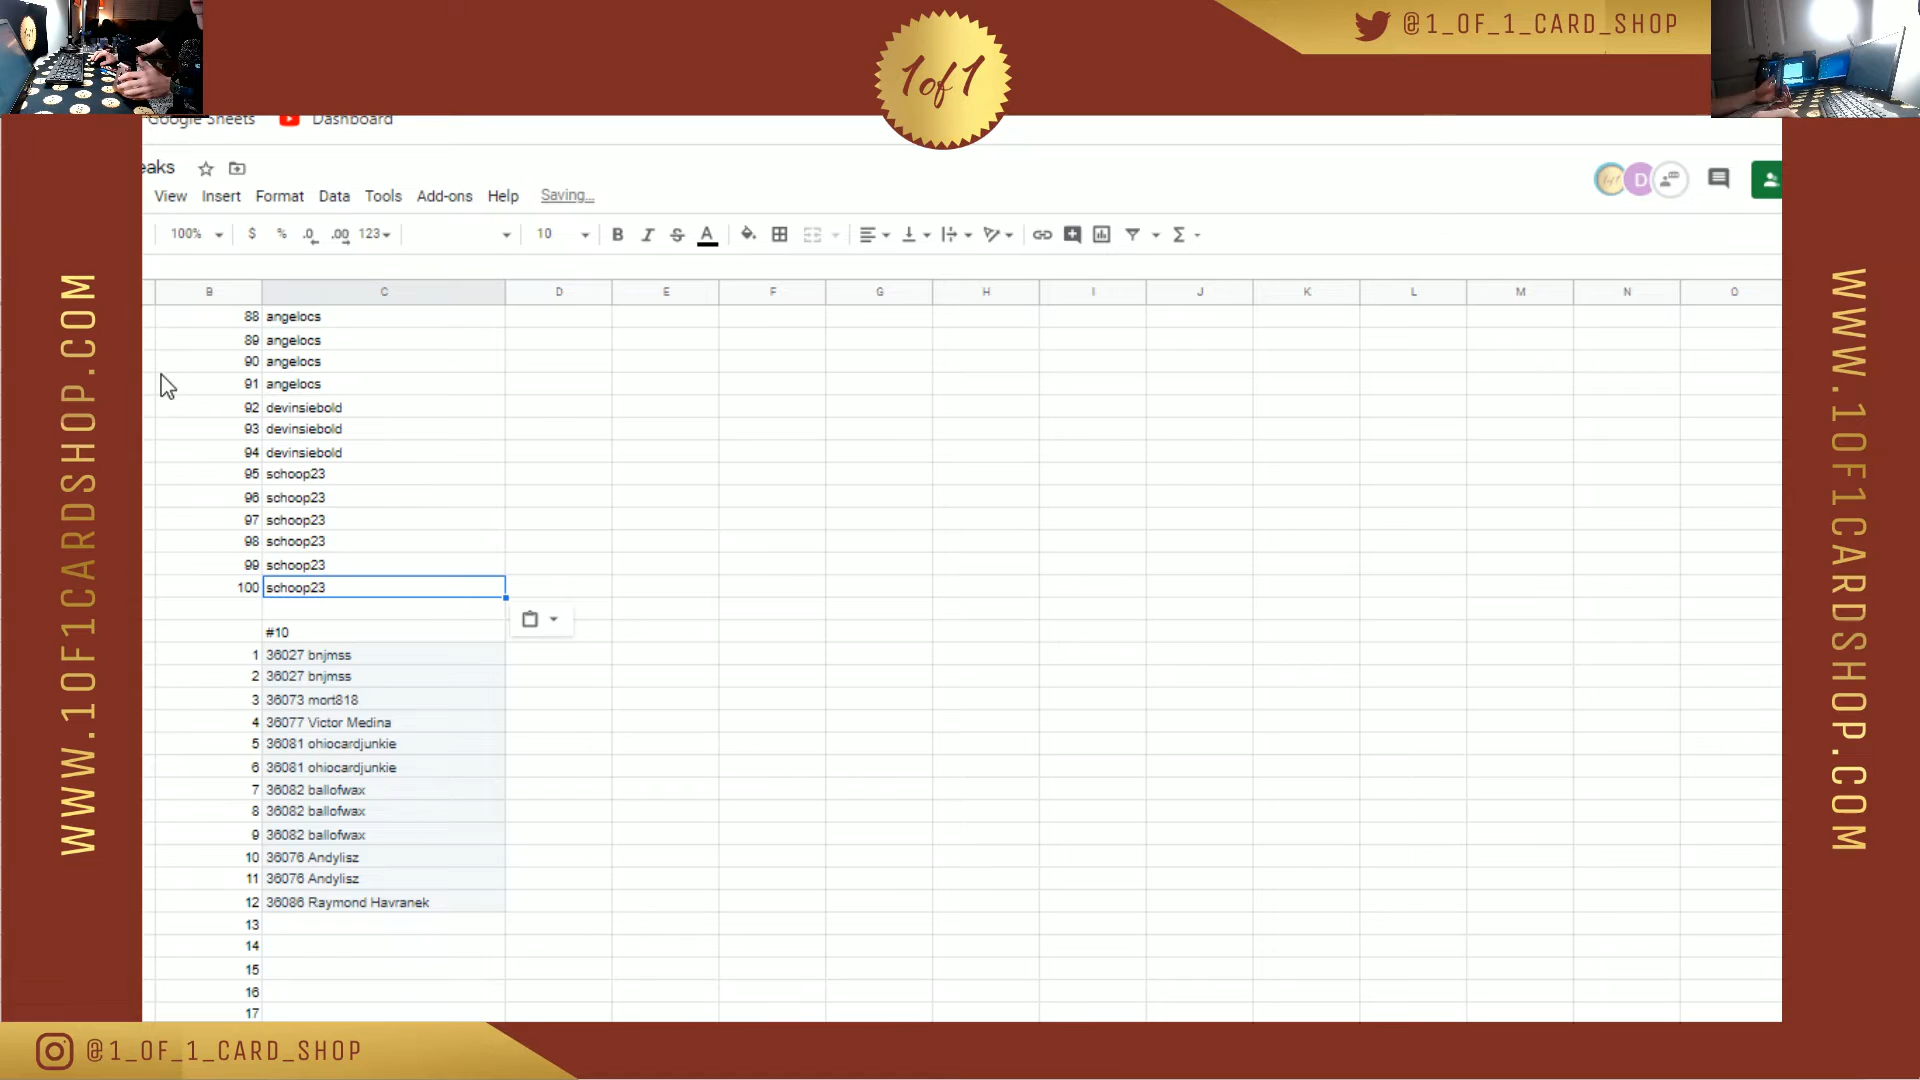 @1_OF_1_CARD_SHOP
1of1
Google Sheets Dashboard
eaks
View Insert Format Data Tools Add-ons Help Saving...
D
100% $ % .0 .00 123 10 B I S A Σ
B C D E F G H I J K L M N O
88 angelocs
89 angelocs
90 angelocs
91 angelocs
92 devinsiebold
93 devinsiebold
94 devinsiebold
95 schoop23
96 schoop23
97 schoop23
98 schoop23
99 schoop23
100 schoop23
#10
1 36027 bnjmss
2 36027 bnjmss
3 36073 mort818
4 36077 Victor Medina
5 36081 ohiocardjunkie
6 36081 ohiocardjunkie
7 36082 ballofwax
8 36082 ballofwax
9 36082 ballofwax
10 36076 Andylisz
11 36076 Andylisz
12 36086 Raymond Havranek
13
14
15
16
17
WWW.1OF1CARDSHOP.COM
WWW.1OF1CARDSHOP.COM
@1_OF_1_CARD_SHOP